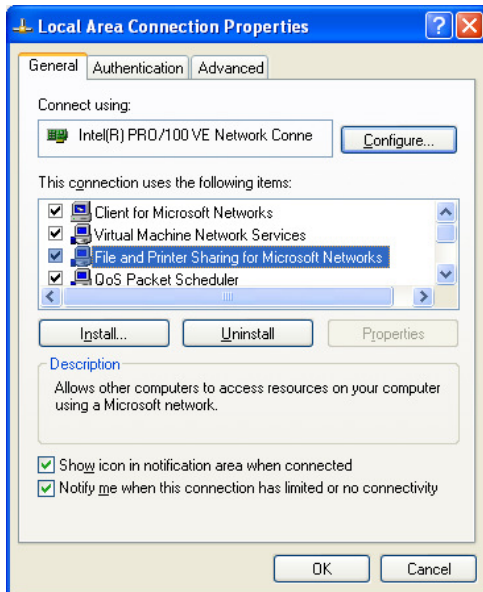 Local Area Connection Properties
General
Authentication
Advanced
Connect using:
Intel(R) PRO/100 VE Network Conne
Configure...
This connection uses the following items:
Client for Microsoft Networks
Virtual Machine Network Services
File and Printer Sharing for Microsoft Networks
QoS Packet Scheduler
Install...
Uninstall
Properties
Description
Allows other computers to access resources on your computer
using a Microsoft network.
Show icon in notification area when connected
Notify me when this connection has limited or no connectivity
OK
Cancel